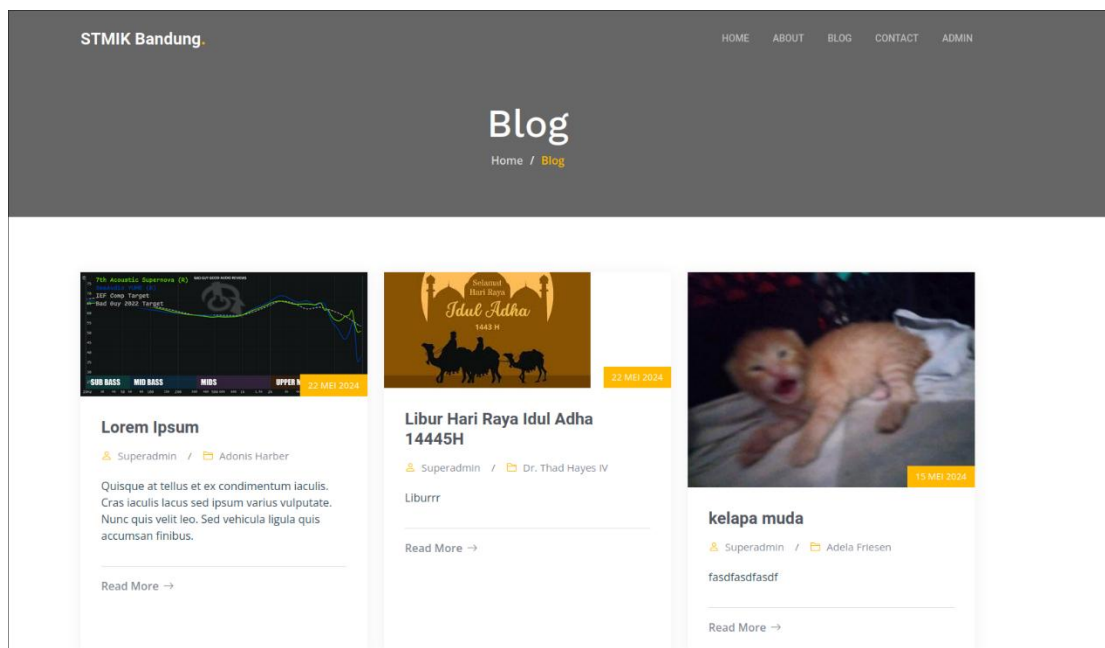 STMIK Bandung.
HOME ABOUT BLOG CONTACT ADMIN
Blog
Home / Blog
7th Acoustic Supernova (R)
IEF Comp Target
Bad Guy 2022 Target
SUB BASS MID BASS MIDS UPPER M
22 MEI 2024
Lorem Ipsum
Superadmin / Adonis Harber
Quisque at tellus et ex condimentum iaculis.
Cras iaculis lacus sed ipsum varius vulputate.
Nunc quis velit leo. Sed vehicula ligula quis
accumsan finibus.
Read More →
Selamat
Hari Raya
Idul Adha
1443 H
22 MEI 2024
Libur Hari Raya Idul Adha
14445H
Superadmin / Dr. Thad Hayes IV
Liburrr
Read More →
15 MEI 2024
kelapa muda
Superadmin / Adela Friesen
fasdfasdfasdf
Read More →